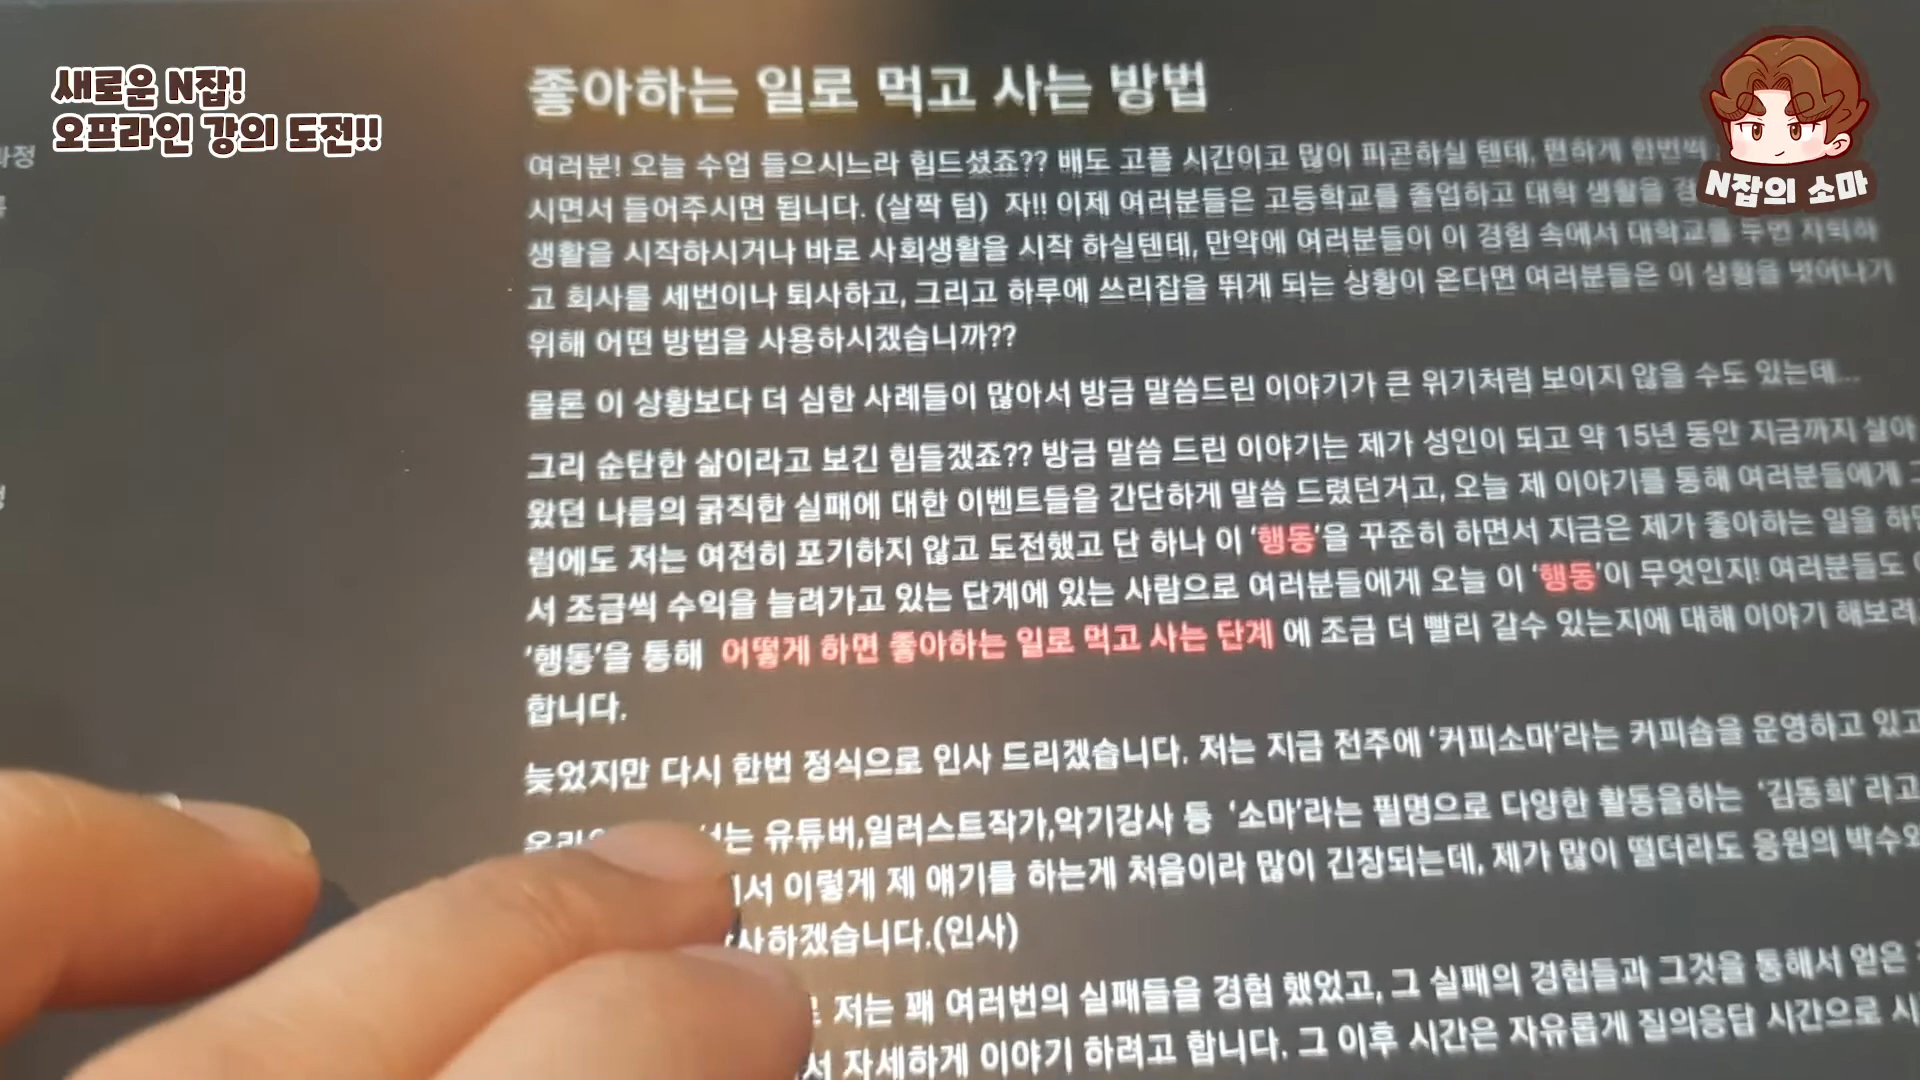 새로운 N잡!
오프라인 강의 도전!!
N잡의 소마
과정
좋아하는 일로 먹고 사는 방법
여러분! 오늘 수업 들으시느라 힘드셨죠?? 배도 고플 시간이고 많이 피곤하실 텐데, 편하게 한번씩
시면서 들어주시면 됩니다. (살짝 텀) 자!! 이제 여러분들은 고등학교를 졸업하고 대학 생활을
생활을 시작하시거나 바로 사회생활을 시작 하실텐데, 만약에 여러분들이 이 경험 속에서 대학교를 두번 자퇴하
고 회사를 세번이나 퇴사하고, 그리고 하루에 쓰리잡을 뛰게 되는 상황이 온다면 여러분들은 이 상황을 벗어나기
위해 어떤 방법을 사용하시겠습니까??
물론 이 상황보다 더 심한 사례들이 많아서 방금 말씀드린 이야기가 큰 위기처럼 보이지 않을 수도 있는데...
그리 순탄한 삶이라고 보긴 힘들겠죠?? 방금 말씀 드린 이야기는 제가 성인이 되고 약 15년 동안 지금까지 살아
왔던 나름의 굵직한 실패에 대한 이벤트들을 간단하게 말씀 드렸던거고, 오늘 제 이야기를 통해 여러분들에게 그
럼에도 저는 여전히 포기하지 않고 도전했고 단 하나 이 '행동'을 꾸준히 하면서 지금은 제가 좋아하는 일을 하면
서 조금씩 수익을 늘려가고 있는 단계에 있는 사람으로 여러분들에게 오늘 이 '행동'이 무엇인지! 여러분들도 이
'행동'을 통해 어떻게 하면 좋아하는 일로 먹고 사는 단계 에 조금 더 빨리 갈수 있는지에 대해 이야기 해보려
합니다.
늦었지만 다시 한번 정식으로 인사 드리겠습니다. 저는 지금 전주에 '커피소마'라는 커피숍을 운영하고 있고
유튜버,일러스트작가,악기강사 등 '소마'라는 필명으로 다양한 활동을하는 '김동희' 라고
이렇게 제 얘기를 하는게 처음이라 많이 긴장되는데, 제가 많이 떨더라도 응원의 박수와
사하겠습니다.(인사)
저는 꽤 여러번의 실패들을 경험 했었고, 그 실패의 경험들과 그것을 통해서 얻은
서 자세하게 이야기 하려고 합니다. 그 이후 시간은 자유롭게 질의응답 시간으로 시